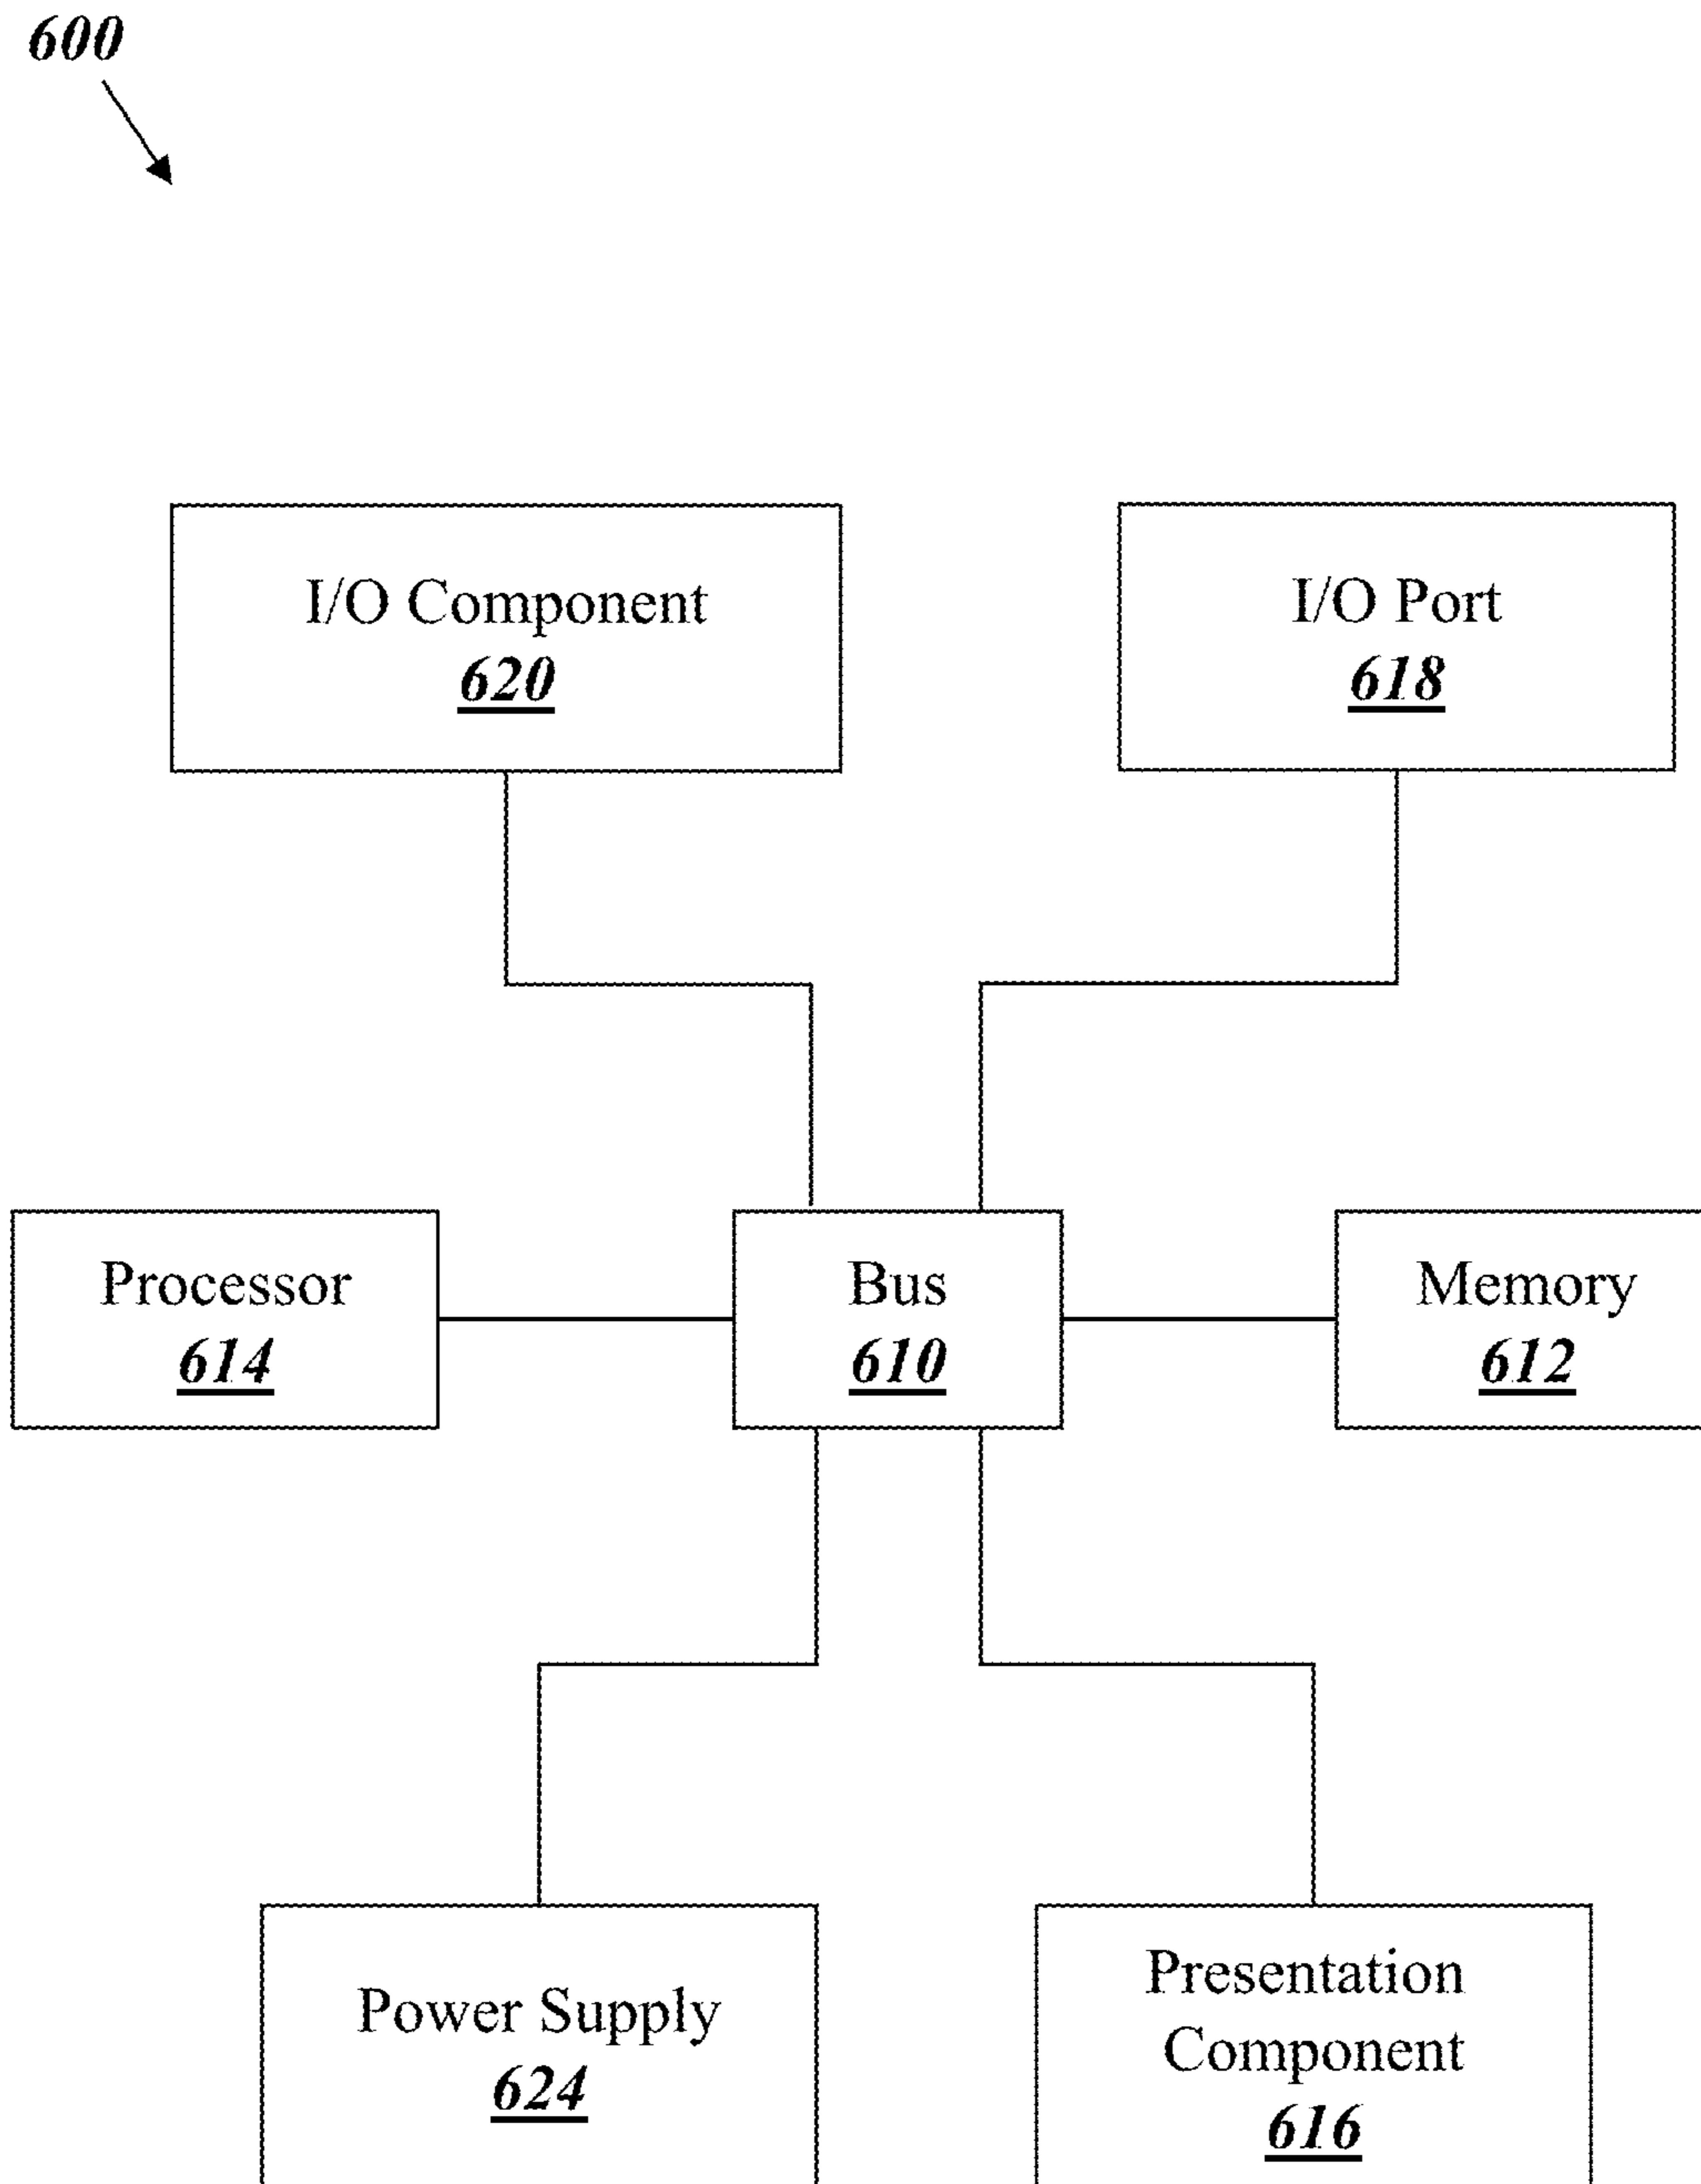 600
I/O Component
620
I/O Port
618
Processor
614
Bus
610
Memory
612
Power Supply
624
Presentation
Component
616